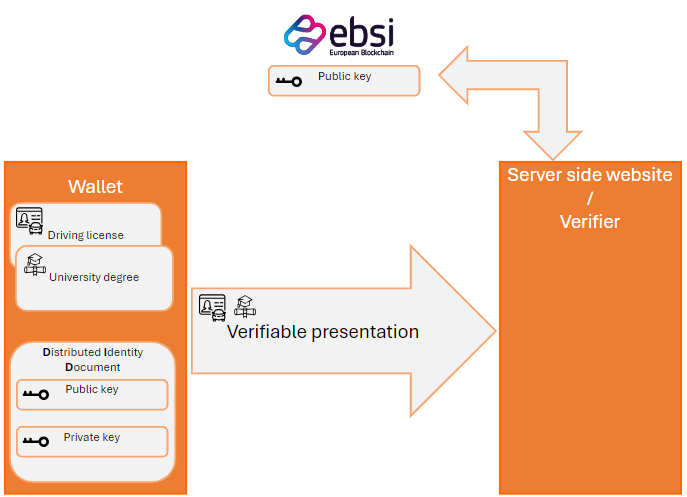 ebsi
European Blockchain
Public key
Wallet
Driving license
University degree
Distributed Identity
Document
Public key
Private key
Verifiable presentation
Server side website
/
Verifier